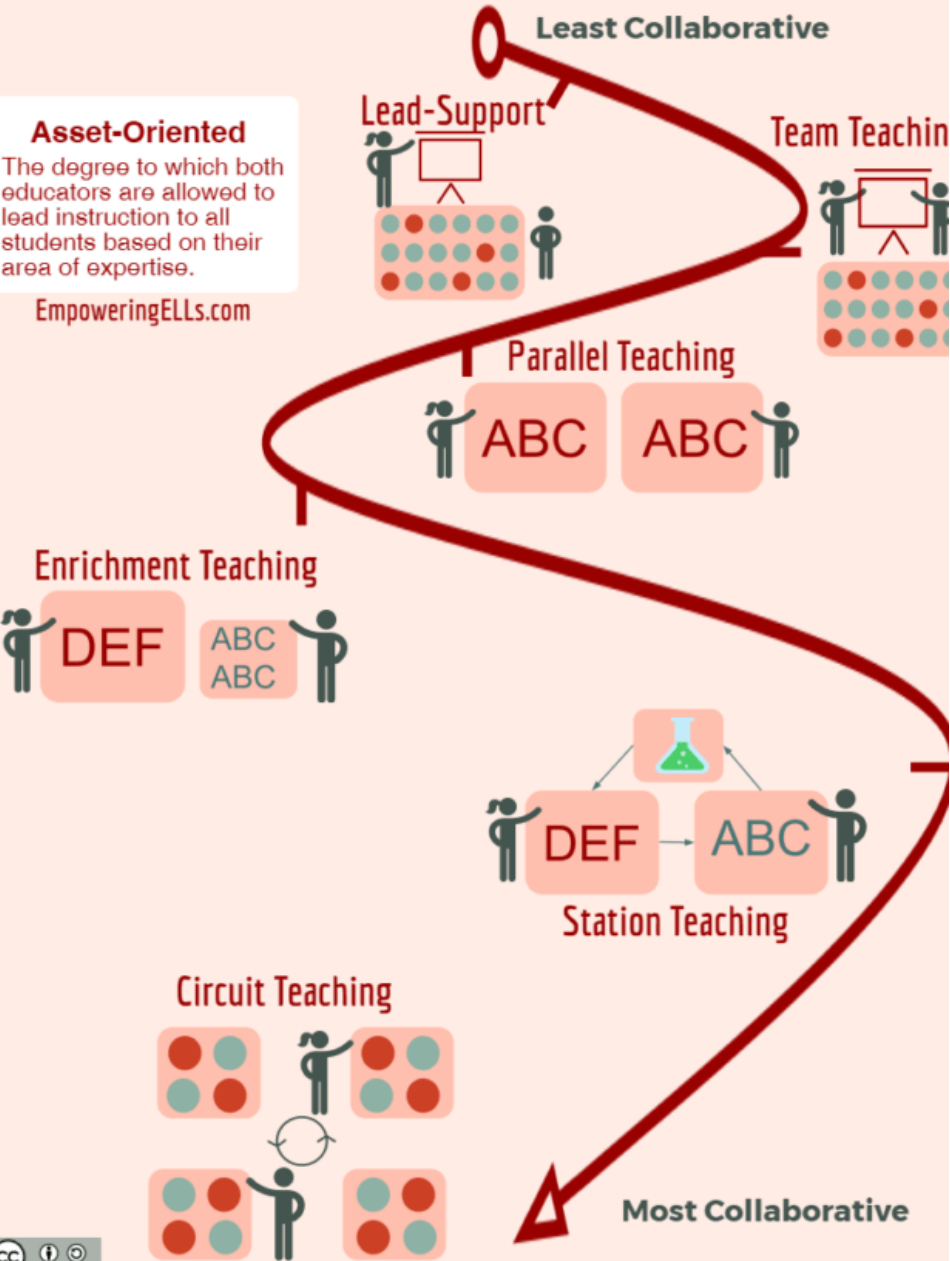 Least Collaborative
Lead-Support
Asset-Oriented
The degree to which both
educators are allowed to
lead instruction to all
students based on their
area of expertise.
EmpoweringELLs.com
Team Teachin
Parallel Teaching
ABC
ABC
Enrichment Teaching
DEF
ABC
ABC
DEF
ABC
Station Teaching
Circuit Teaching
Most Collaborative
cc